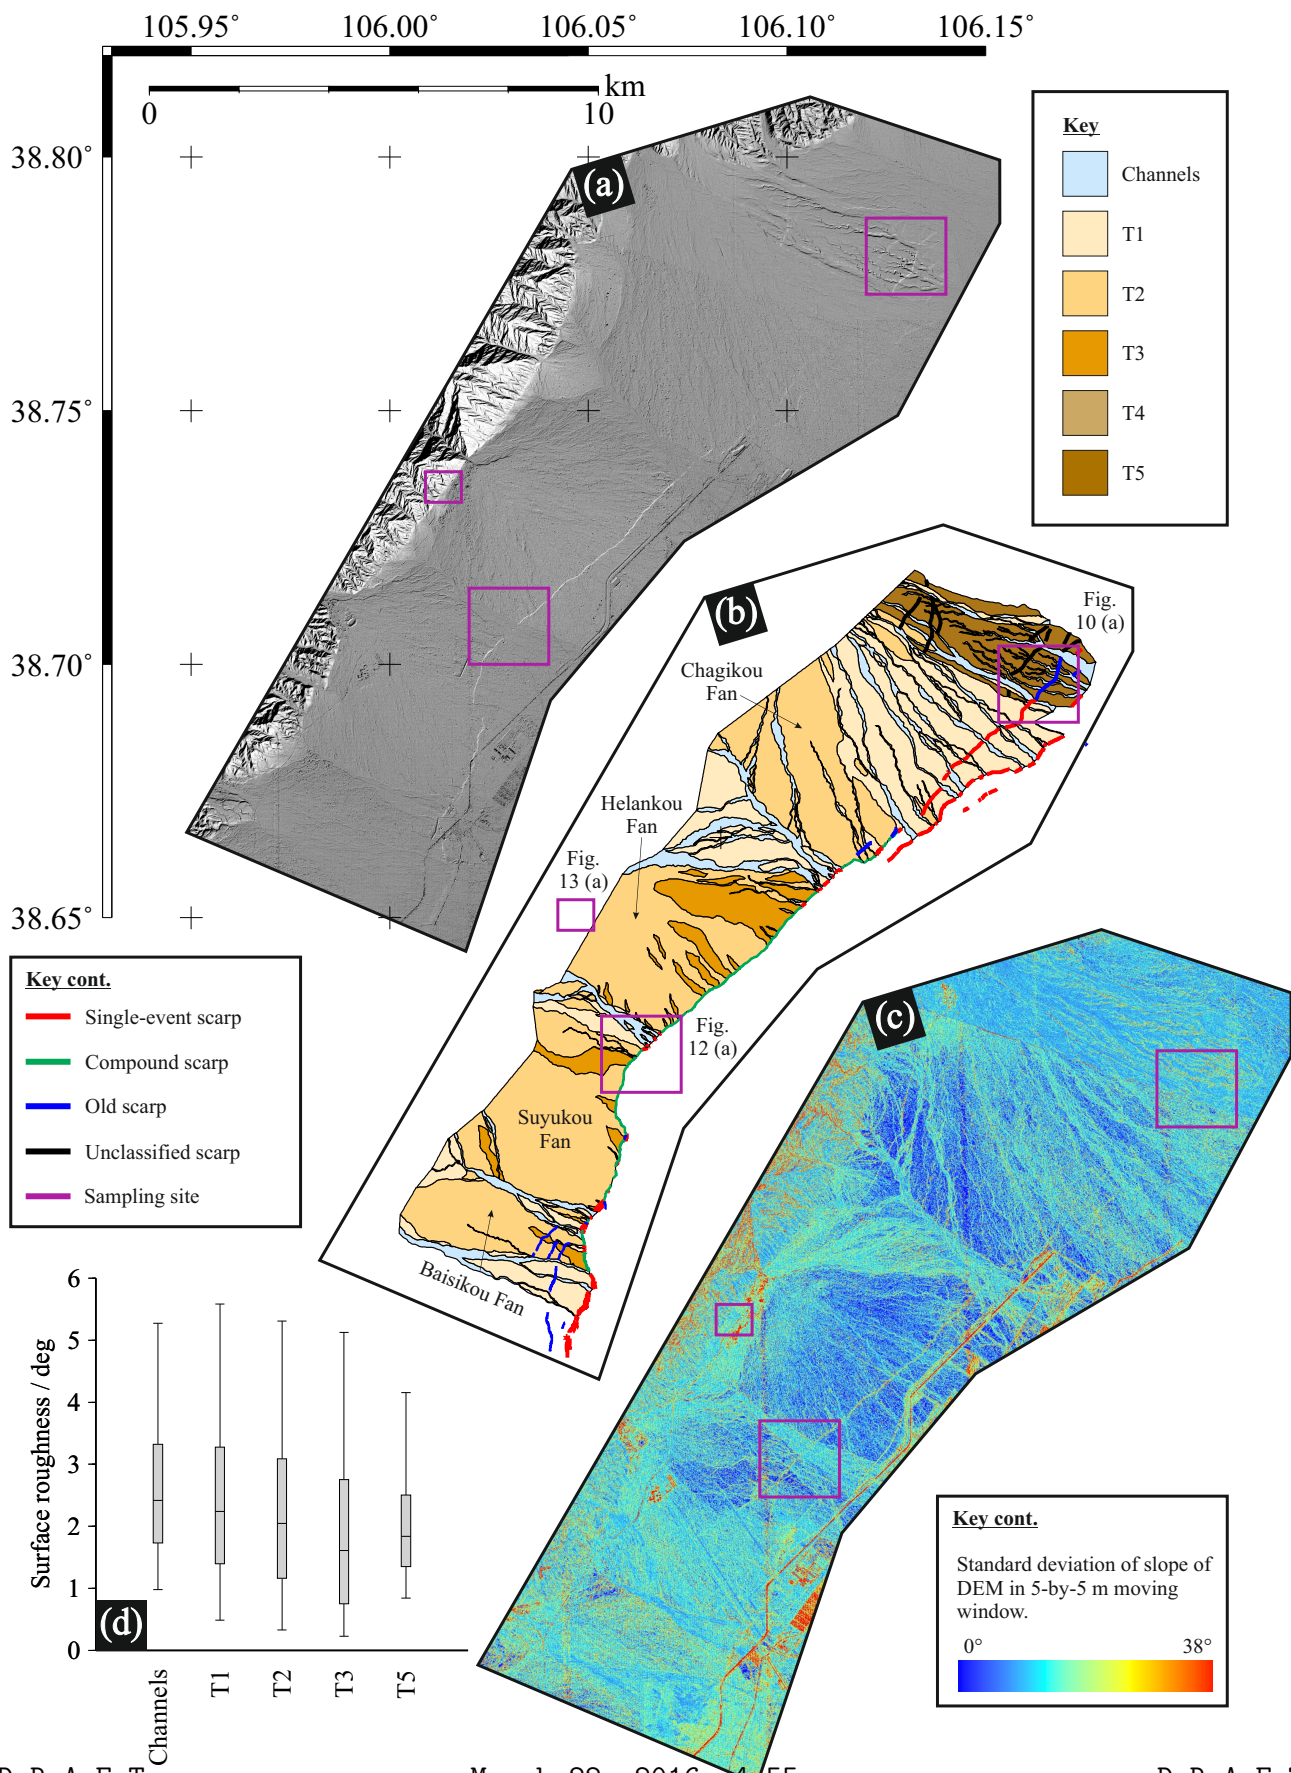 105.95° 106.00° 106.05° 106.10° 106.15°
km
0 10
38.80°
38.75°
38.70°
38.65°
(a)
Key
Channels
T1
T2
T3
T4
T5
(b)
Fig.
10 (a)
Chagikou
Fan
Helankou
Fan
Fig.
13 (a)
Fig.
12 (a)
Suyukou
Fan
Baisikou Fan
Key cont.
Single-event scarp
Compound scarp
Old scarp
Unclassified scarp
Sampling site
(c)
Key cont.
Standard deviation of slope of
DEM in 5-by-5 m moving
window.
0° 38°
Surface roughness / deg
6
5
4
3
2
1
0
(d)
Channels
T1
T2
T3
T5